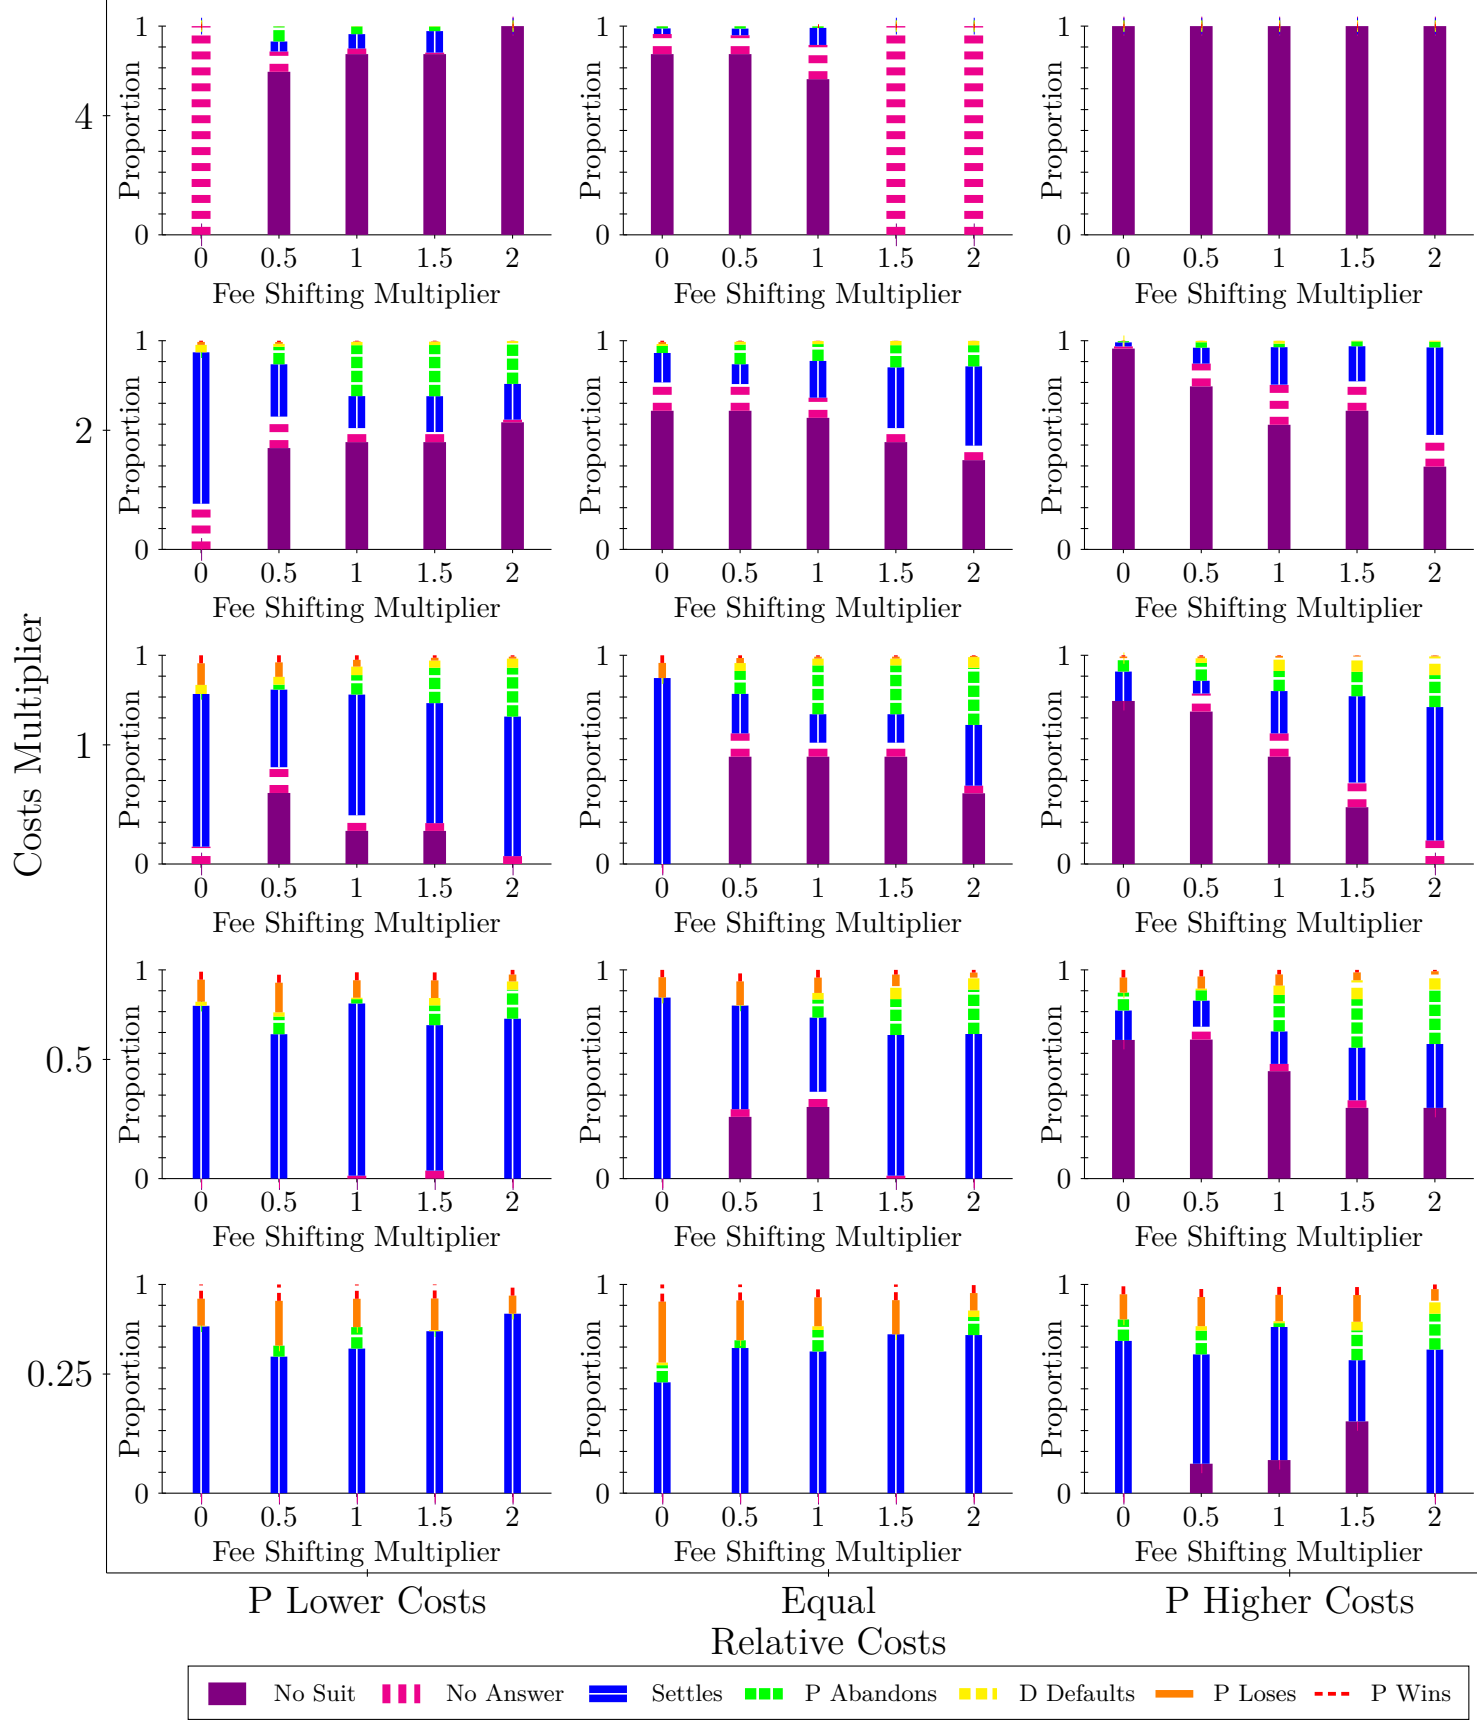 1
Proportion
0
0 0.5 1 1.5 2
Fee Shifting Multiplier
1
Proportion
0
0 0.5 1 1.5 2
Fee Shifting Multiplier
1
Proportion
0
0 0.5 1 1.5 2
Fee Shifting Multiplier
4
1
Proportion
0
0 0.5 1 1.5 2
Fee Shifting Multiplier
1
Proportion
0
0 0.5 1 1.5 2
Fee Shifting Multiplier
1
Proportion
0
0 0.5 1 1.5 2
Fee Shifting Multiplier
2
1
Proportion
0
0 0.5 1 1.5 2
Fee Shifting Multiplier
1
Proportion
0
0 0.5 1 1.5 2
Fee Shifting Multiplier
1
Proportion
0
0 0.5 1 1.5 2
Fee Shifting Multiplier
1
Costs Multiplier
1
Proportion
0
0 0.5 1 1.5 2
Fee Shifting Multiplier
1
Proportion
0
0 0.5 1 1.5 2
Fee Shifting Multiplier
1
Proportion
0
0 0.5 1 1.5 2
Fee Shifting Multiplier
0.5
1
Proportion
0
0 0.5 1 1.5 2
Fee Shifting Multiplier
1
Proportion
0
0 0.5 1 1.5 2
Fee Shifting Multiplier
1
Proportion
0
0 0.5 1 1.5 2
Fee Shifting Multiplier
0.25
P Lower Costs Equal P Higher Costs
Relative Costs
No Suit No Answer Settles P Abandons D Defaults P Loses P Wins